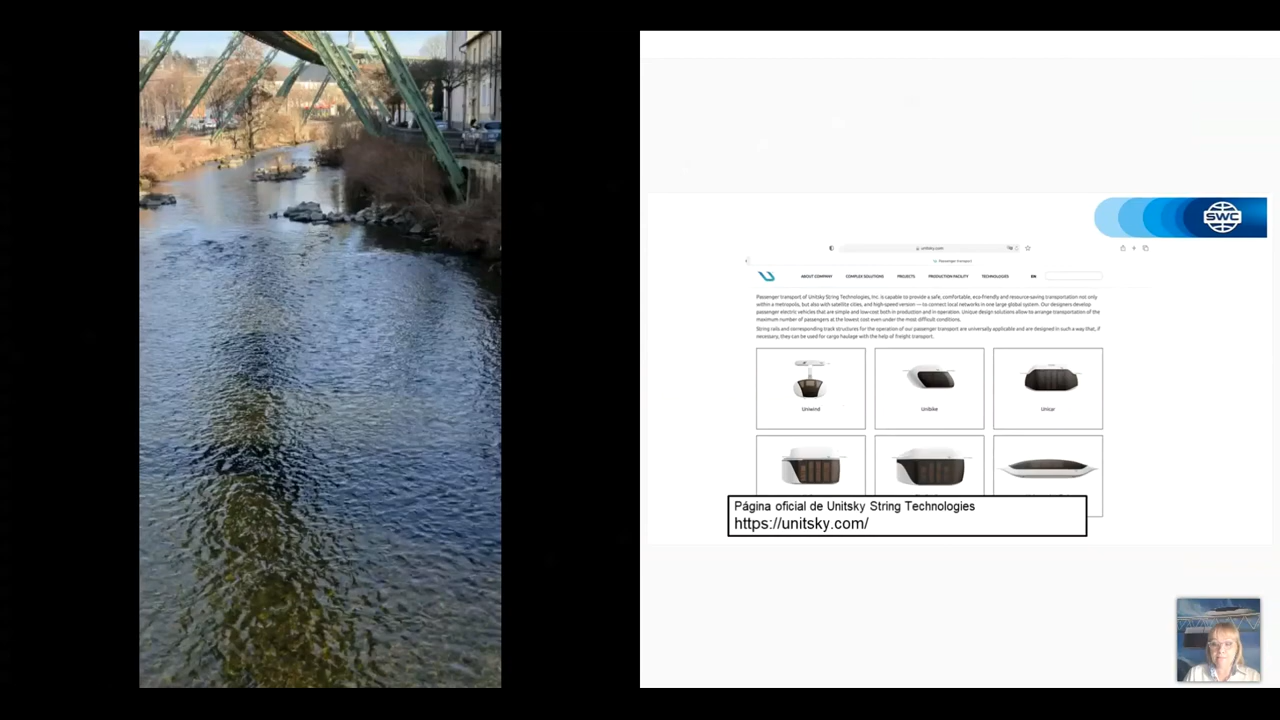 SWC
unitsky.com
Passenger transport
ABOUT COMPANY COMPLEX SOLUTIONS PROJECTS PRODUCTION FACILITY TECHNOLOGIES EN
Passenger transport of Unitsky String Technologies, Inc. is capable to provide a safe, comfortable, eco-friendly and resource-saving transportation not only
within a metropolis, but also with satellite cities, and high-speed version — to connect local networks in one large global system. Our designers develop
passenger electric vehicles that are simple and low-cost both in production and in operation. Unique design solutions allow to arrange transportation of the
maximum number of passengers at the lowest cost even under the most difficult conditions.
String rails and corresponding track structures for the operation of our passenger transport are universally applicable and are designed in such a way that, if
necessary, they can be used for cargo haulage with the help of freight transport.
Uniwind Unibike Unicar
Página oficial de Unitsky String Technologies
https://unitsky.com/